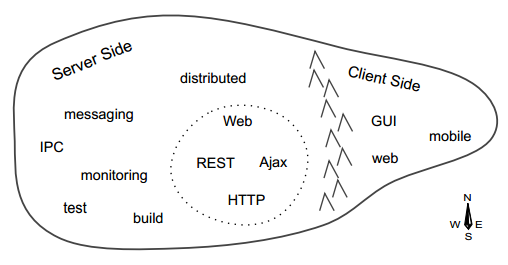 Server Side
distributed
Client Side
messaging
Web
GUI
mobile
IPC
REST
Ajax
web
monitoring
HTTP
test
build
N
W
E
S